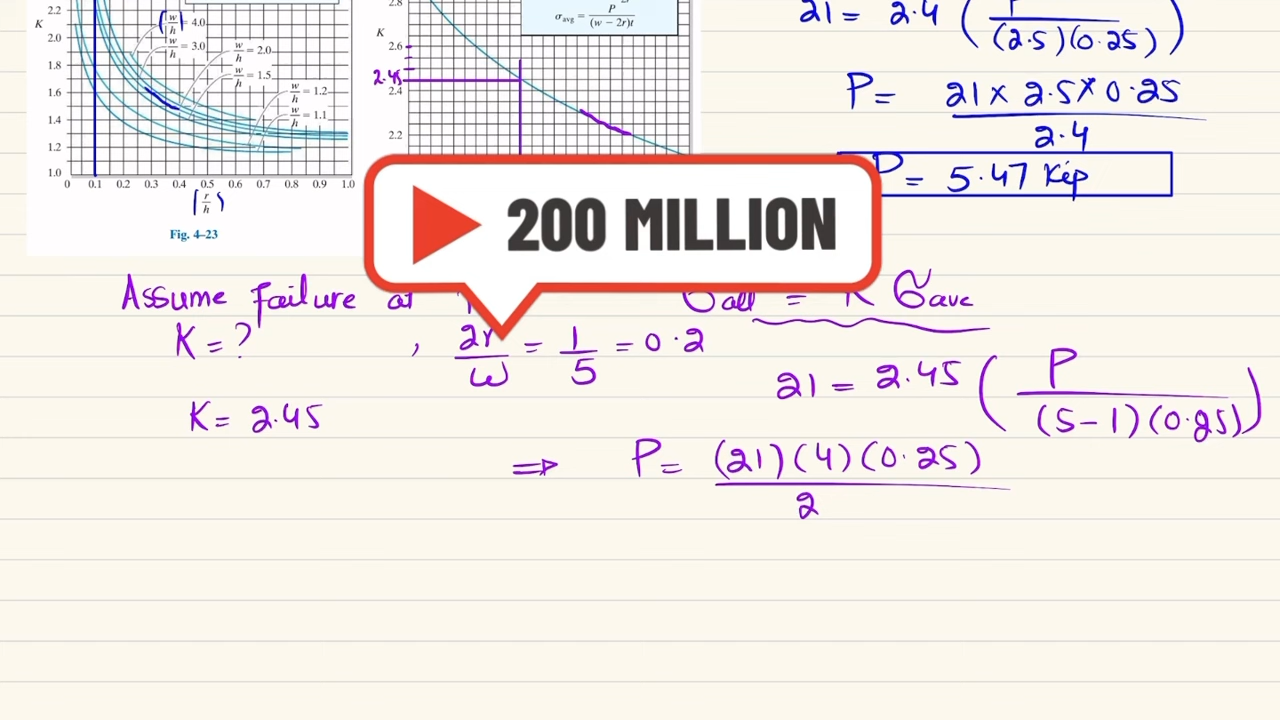 2.2
K
2.0
1.8
1.6
1.4
1.2
1.0
0 0.1 0.2 0.3 0.4 0.5 0.6 0.7 0.8 0.9 1.0
w/h = 4.0
w/h = 3.0
w/h = 2.0
w/h = 1.5
w/h = 1.2
w/h = 1.1
(r/h)
Fig. 4–23
2.8
K
2.6
2.45
2.4
2.2
σavg = P/(w − 2r)t
21 = 2.4 ( P/(2.5)(0.25) )
P = 21 × 2.5 × 0.25 / 2.4
P = 5.47 Kip
200 MILLION
Assume failure at
σall = K σave
K = ? , 2r/w = 1/5 = 0.2
21 = 2.45 ( P/(5-1)(0.25) )
K = 2.45
⇒ P = (21)(4)(0.25) / 2